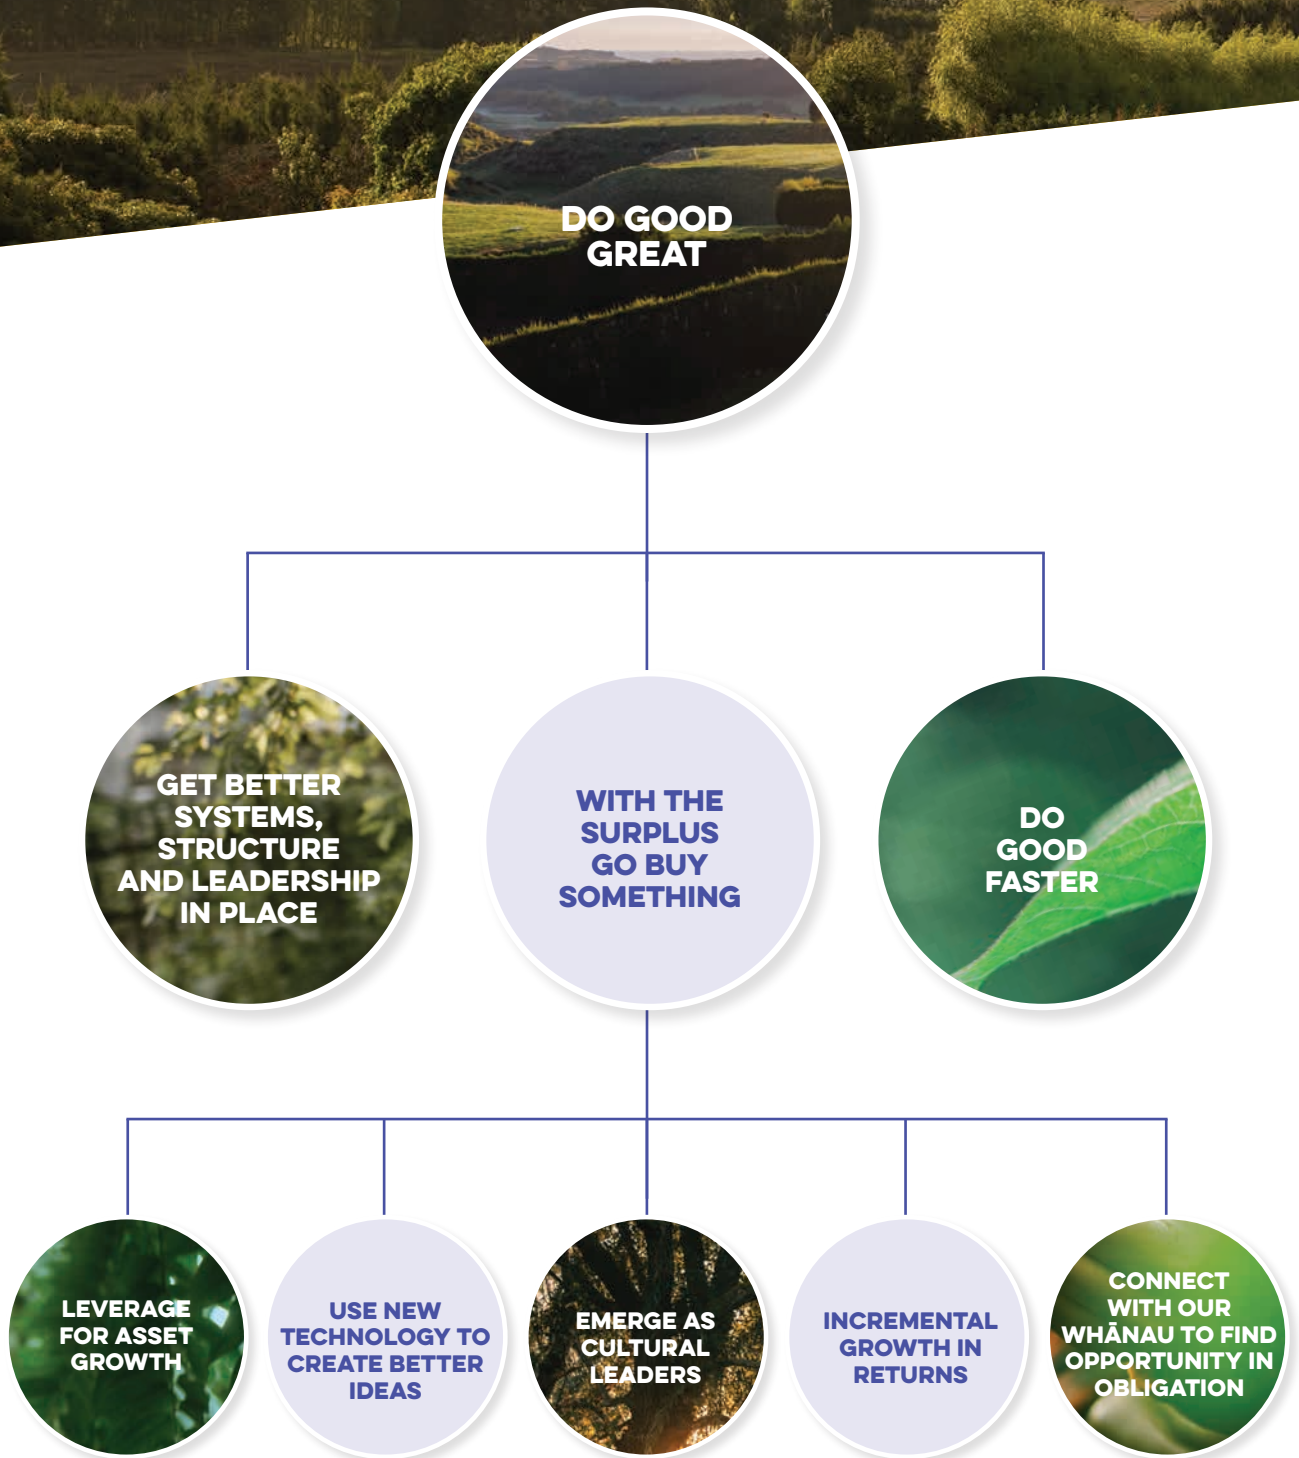 DO GOOD
GREAT
GET BETTER
SYSTEMS,
STRUCTURE
AND LEADERSHIP
IN PLACE
WITH THE
SURPLUS
GO BUY
SOMETHING
DO
GOOD
FASTER
LEVERAGE
FOR ASSET
GROWTH
USE NEW
TECHNOLOGY TO
CREATE BETTER
IDEAS
EMERGE AS
CULTURAL
LEADERS
INCREMENTAL
GROWTH IN
RETURNS
CONNECT
WITH OUR
WHĀNAU TO FIND
OPPORTUNITY IN
OBLIGATION